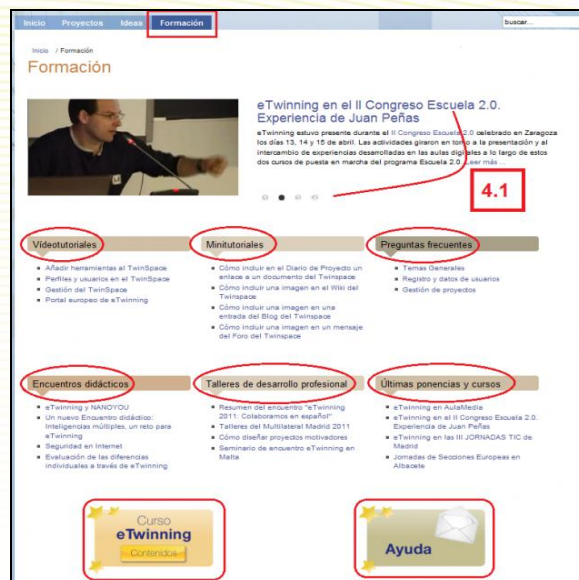 Inicio Proyectos Ideas Formación buscar...
Inicio / Formación
Formación
eTwinning en el II Congreso Escuela 2.0.
Experiencia de Juan Peñas
eTwinning estuvo presente durante el II Congreso Escuela 2.0 celebrado en Zaragoza
los días 13, 14 y 15 de abril. Las actividades giraron en torno a la presentación y al
intercambio de experiencias desarrolladas en las aulas digitales a lo largo de estos
dos cursos de puesta en marcha del programa Escuela 2.0. Leer más ...
4.1
Vídeotutoriales
Añadir herramientas al TwinSpace
Perfiles y usuarios en el TwinSpace
Gestión del TwinSpace
Portal europeo de eTwinning
Minitutoriales
Cómo incluir en el Diario de Proyecto un
enlace a un documento del Twinspace
Cómo incluir una imagen en el Wiki del
Twinspace
Cómo incluir una imagen en una
entrada del Blog del Twinspace
Cómo incluir una imagen en un mensaje
del Foro del Twinspace
Preguntas frecuentes
Temas Generales
Registro y datos de usuarios
Gestión de proyectos
Encuentros didácticos
eTwinning y NANOYOU
Un nuevo Encuentro didáctico:
Inteligencias múltiples, un reto para
eTwinning
Seguridad en Internet
Evaluación de las diferencias
individuales a través de eTwinning
Talleres de desarrollo profesional
Resumen del encuentro "eTwinning
2011: Colaboramos en español"
Talleres del Multilateral Madrid 2011
Cómo diseñar proyectos motivadores
Seminario de encuentro eTwinning en
Malta
Últimas ponencias y cursos
eTwinning en AulaMedia
eTwinning en el II Congreso Escuela 2.0.
Experiencia de Juan Peñas
eTwinning en las III JORNADAS TIC de
Madrid
Jornadas de Secciones Europeas en
Albacete
Curso
eTwinning
Contenidos
Ayuda